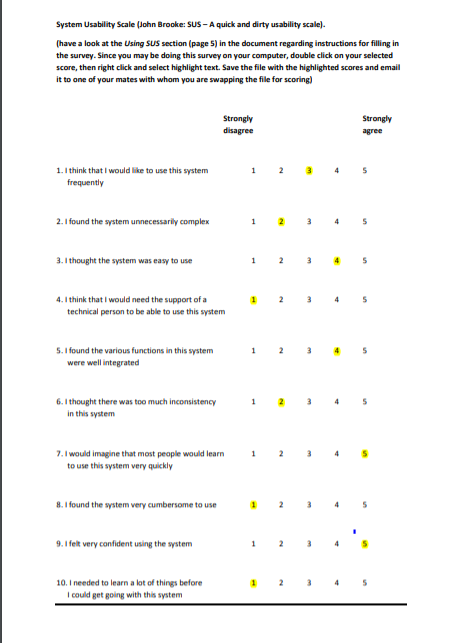 System Usability Scale (John Brooke: SUS – A quick and dirty usability scale).
(have a look at the Using SUS section (page 5) in the document regarding instructions for filling in
the survey. Since you may be doing this survey on your computer, double click on your selected
score, then right click and select highlight text. Save the file with the highlighted scores and email
it to one of your mates with whom you are swapping the file for scoring)
Strongly Strongly
disagree agree
1. I think that I would like to use this system 1 2 3 4 5
frequently
2. I found the system unnecessarily complex 1 2 3 4 5
3. I thought the system was easy to use 1 2 3 4 5
4. I think that I would need the support of a 1 2 3 4 5
technical person to be able to use this system
5. I found the various functions in this system 1 2 3 4 5
were well integrated
6. I thought there was too much inconsistency 1 2 3 4 5
in this system
7. I would imagine that most people would learn 1 2 3 4 5
to use this system very quickly
8. I found the system very cumbersome to use 1 2 3 4 5
9. I felt very confident using the system 1 2 3 4 5
10. I needed to learn a lot of things before 1 2 3 4 5
I could get going with this system